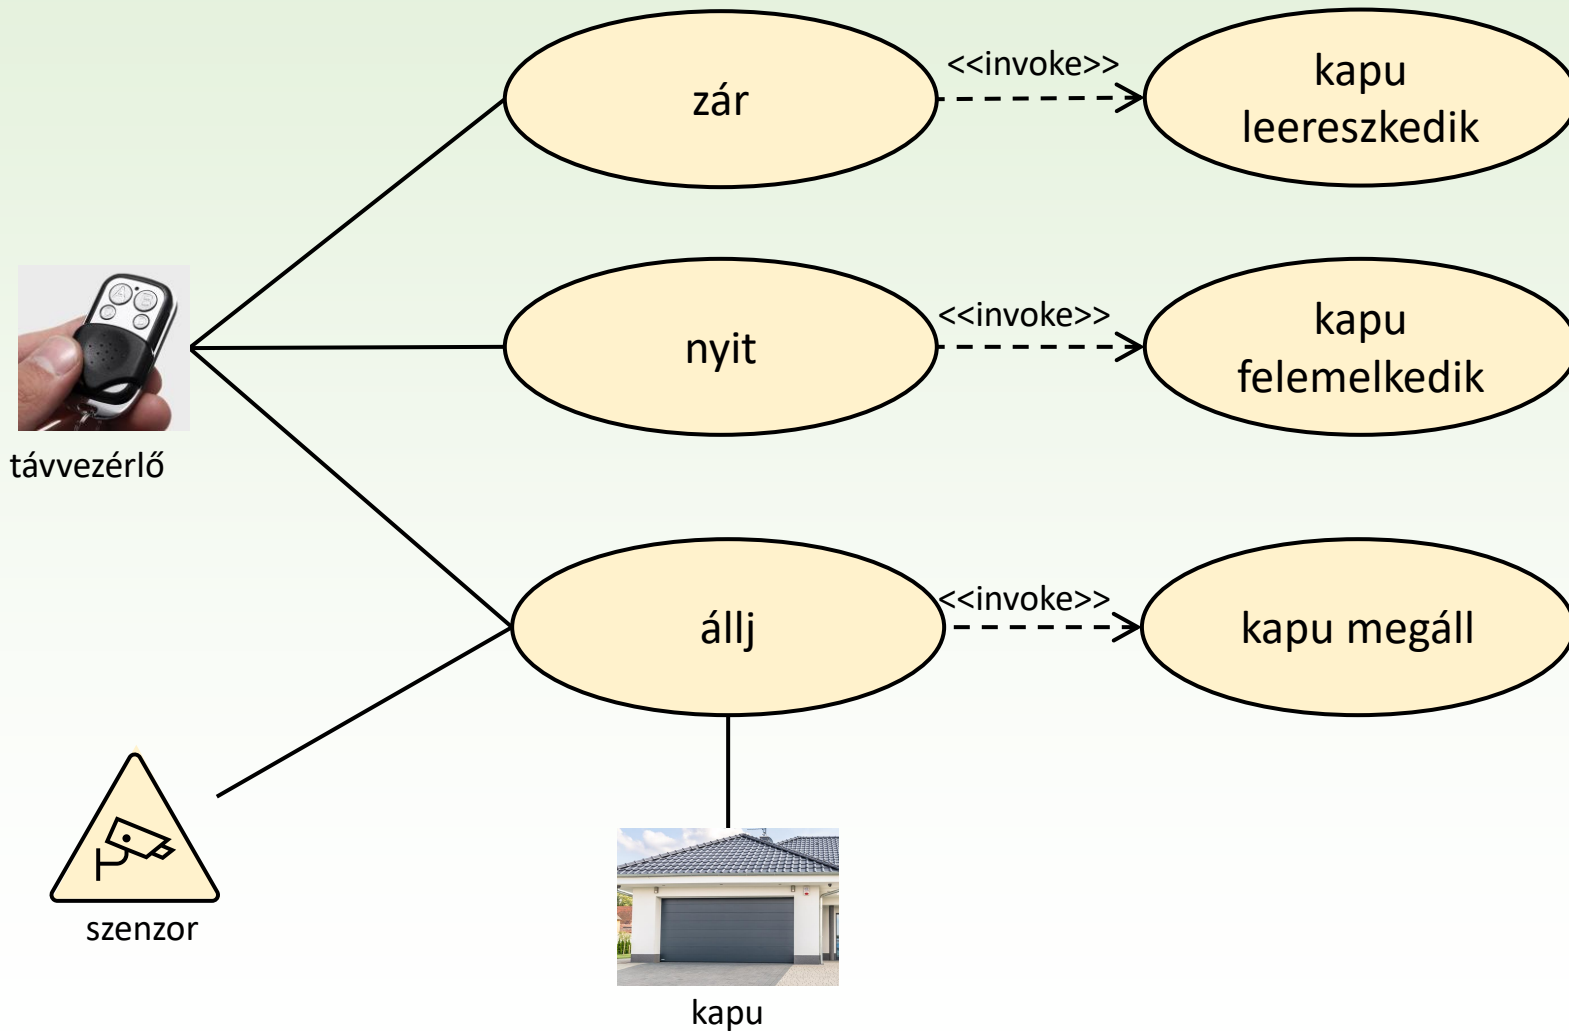 zár
<<invoke>>
kapu
leereszkedik
nyit
<<invoke>>
kapu
felemelkedik
távvezérlő
állj
<<invoke>>
kapu megáll
szenzor
kapu